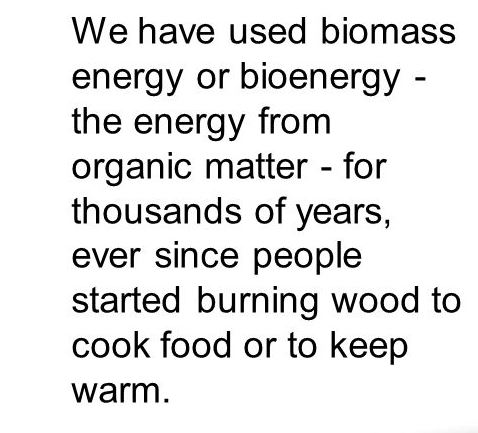 We have used biomass
energy or bioenergy -
the energy from
organic matter - for
thousands of years,
ever since people
started burning wood to
cook food or to keep
warm.